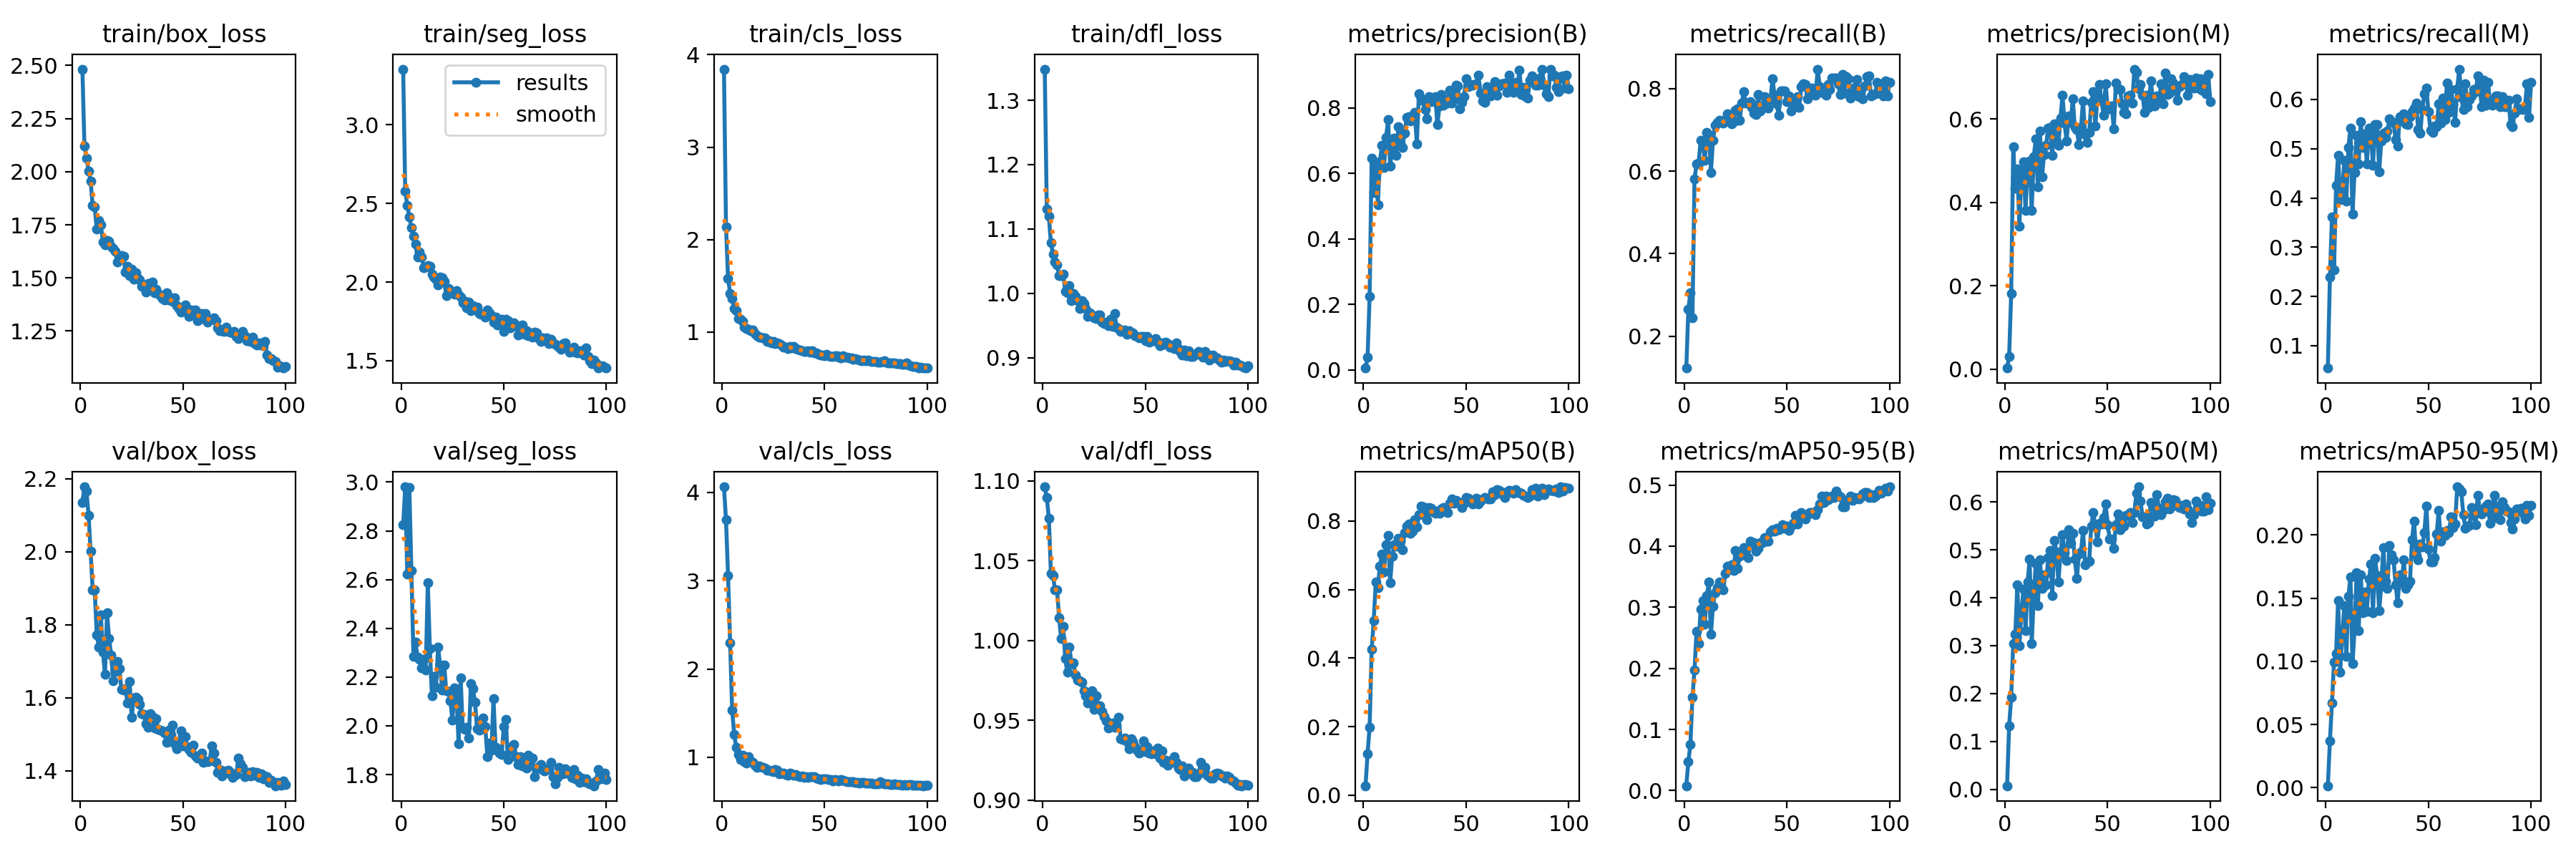 train/box_loss
train/seg_loss
train/cls_loss
train/dfl_loss
metrics/precision(B)
metrics/recall(B)
metrics/precision(M)
metrics/recall(M)
2.50
2.25
2.00
1.75
1.50
1.25
0 50 100
results
smooth
3.0
2.5
2.0
1.5
0 50 100
4
3
2
1
0 50 100
1.3
1.2
1.1
1.0
0.9
0 50 100
0.8
0.6
0.4
0.2
0.0
0 50 100
0.8
0.6
0.4
0.2
0 50 100
0.6
0.4
0.2
0.0
0 50 100
0.6
0.5
0.4
0.3
0.2
0.1
0 50 100
val/box_loss
val/seg_loss
val/cls_loss
val/dfl_loss
metrics/mAP50(B)
metrics/mAP50-95(B)
metrics/mAP50(M)
metrics/mAP50-95(M)
2.2
2.0
1.8
1.6
1.4
0 50 100
3.0
2.8
2.6
2.4
2.2
2.0
1.8
0 50 100
4
3
2
1
0 50 100
1.10
1.05
1.00
0.95
0.90
0 50 100
0.8
0.6
0.4
0.2
0.0
0 50 100
0.5
0.4
0.3
0.2
0.1
0.0
0 50 100
0.6
0.5
0.4
0.3
0.2
0.1
0.0
0 50 100
0.20
0.15
0.10
0.05
0.00
0 50 100